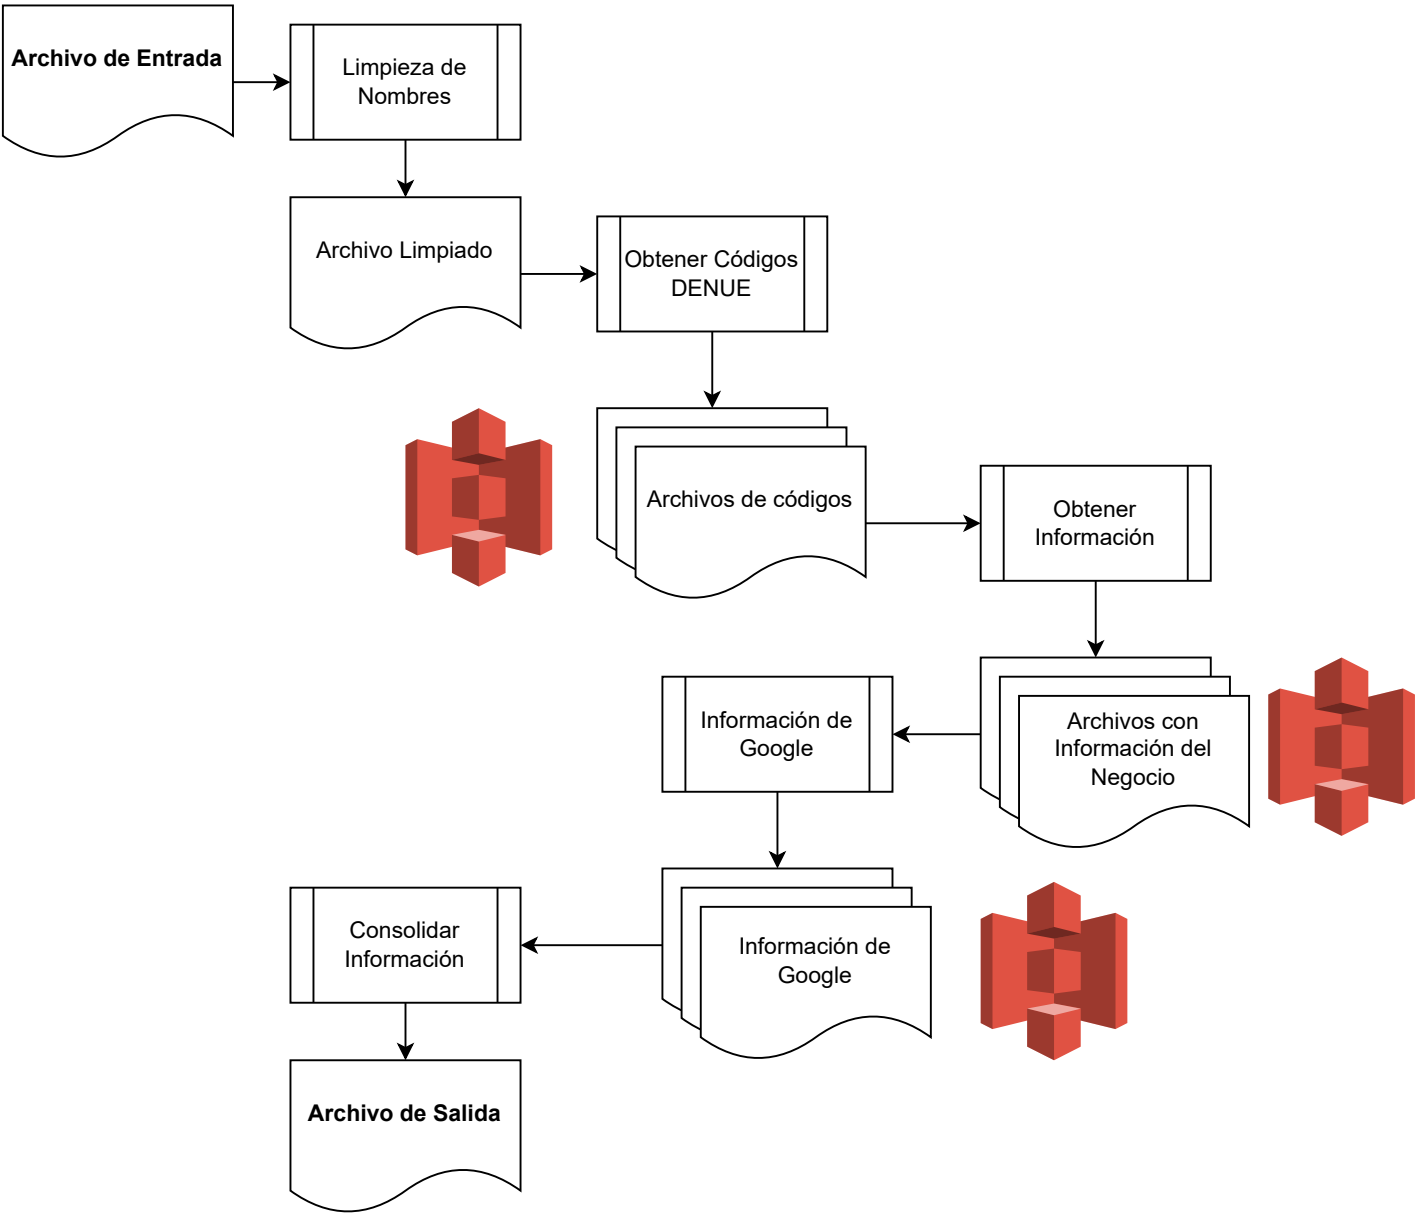 Archivo de Entrada
Limpieza de
Nombres
Archivo Limpiado
Obtener Códigos
DENUE
Archivos de códigos
Obtener
Información
Archivos con
Información del
Negocio
Información de
Google
Información de
Google
Consolidar
Información
Archivo de Salida